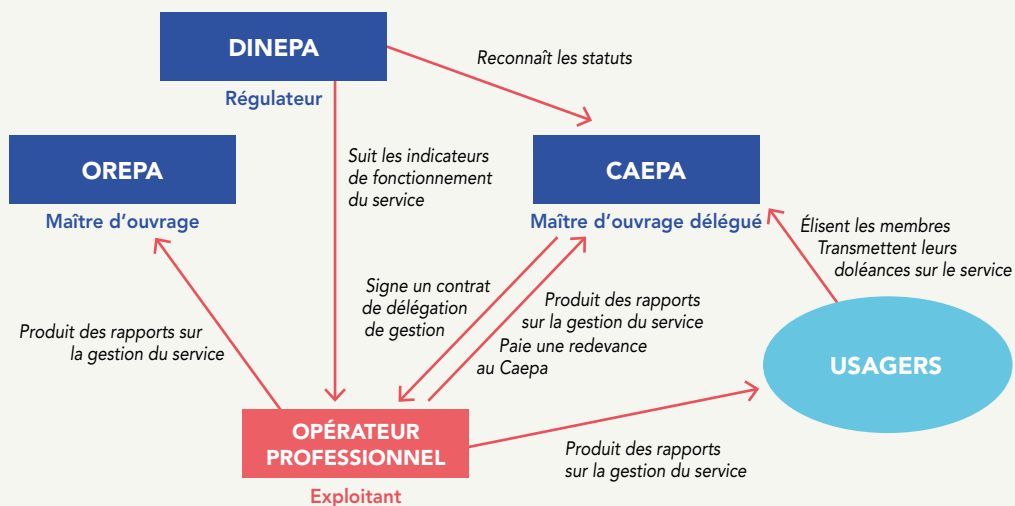 DINEPA
Régulateur
Reconnaît les statuts
OREPA
Maître d'ouvrage
Suit les indicateurs
de fonctionnement
du service
CAEPA
Maître d'ouvrage délégué
Élisent les membres
Transmettent leurs
doléances sur le service
Signe un contrat
de délégation
de gestion
Produit des rapports
sur la gestion du service
Paie une redevance
au Caepa
Produit des rapports sur
la gestion du service
USAGERS
OPÉRATEUR
PROFESSIONNEL
Exploitant
Produit des rapports
sur la gestion du service